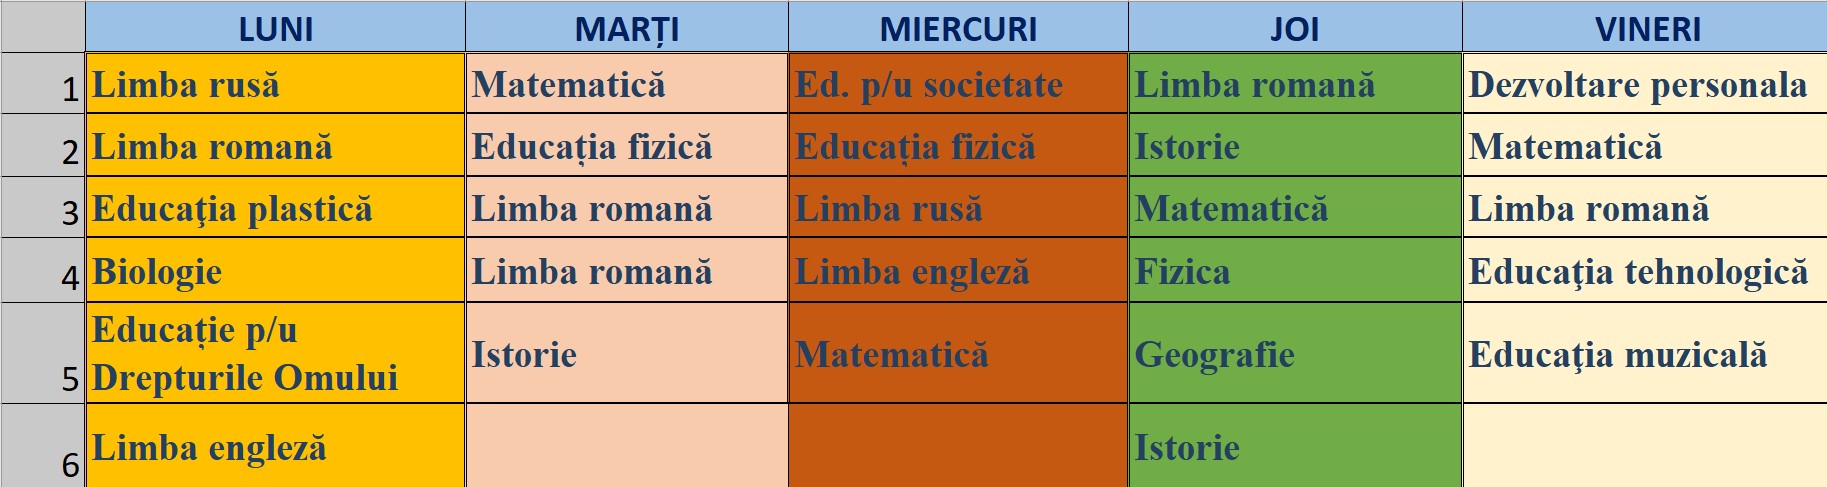 LUNI MARȚI MIERCURI JOI VINERI
1 Limba rusă Matematică Ed. p/u societate Limba romană Dezvoltare personala
2 Limba romană Educația fizică Educația fizică Istorie Matematică
3 Educaţia plastică Limba romană Limba rusă Matematică Limba romană
4 Biologie Limba romană Limba engleză Fizica Educaţia tehnologică
5 Educație p/u
Drepturile Omului Istorie Matematică Geografie Educaţia muzicală
6 Limba engleză Istorie